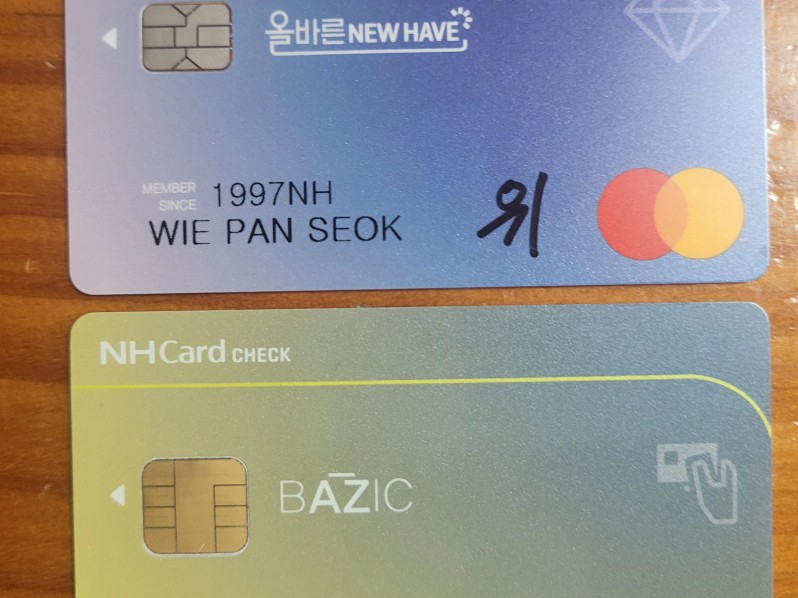 올바른 NEW HAVE
MEMBER SINCE 1997NH
WIE PAN SEOK
위
NHCard CHECK
BAZIC